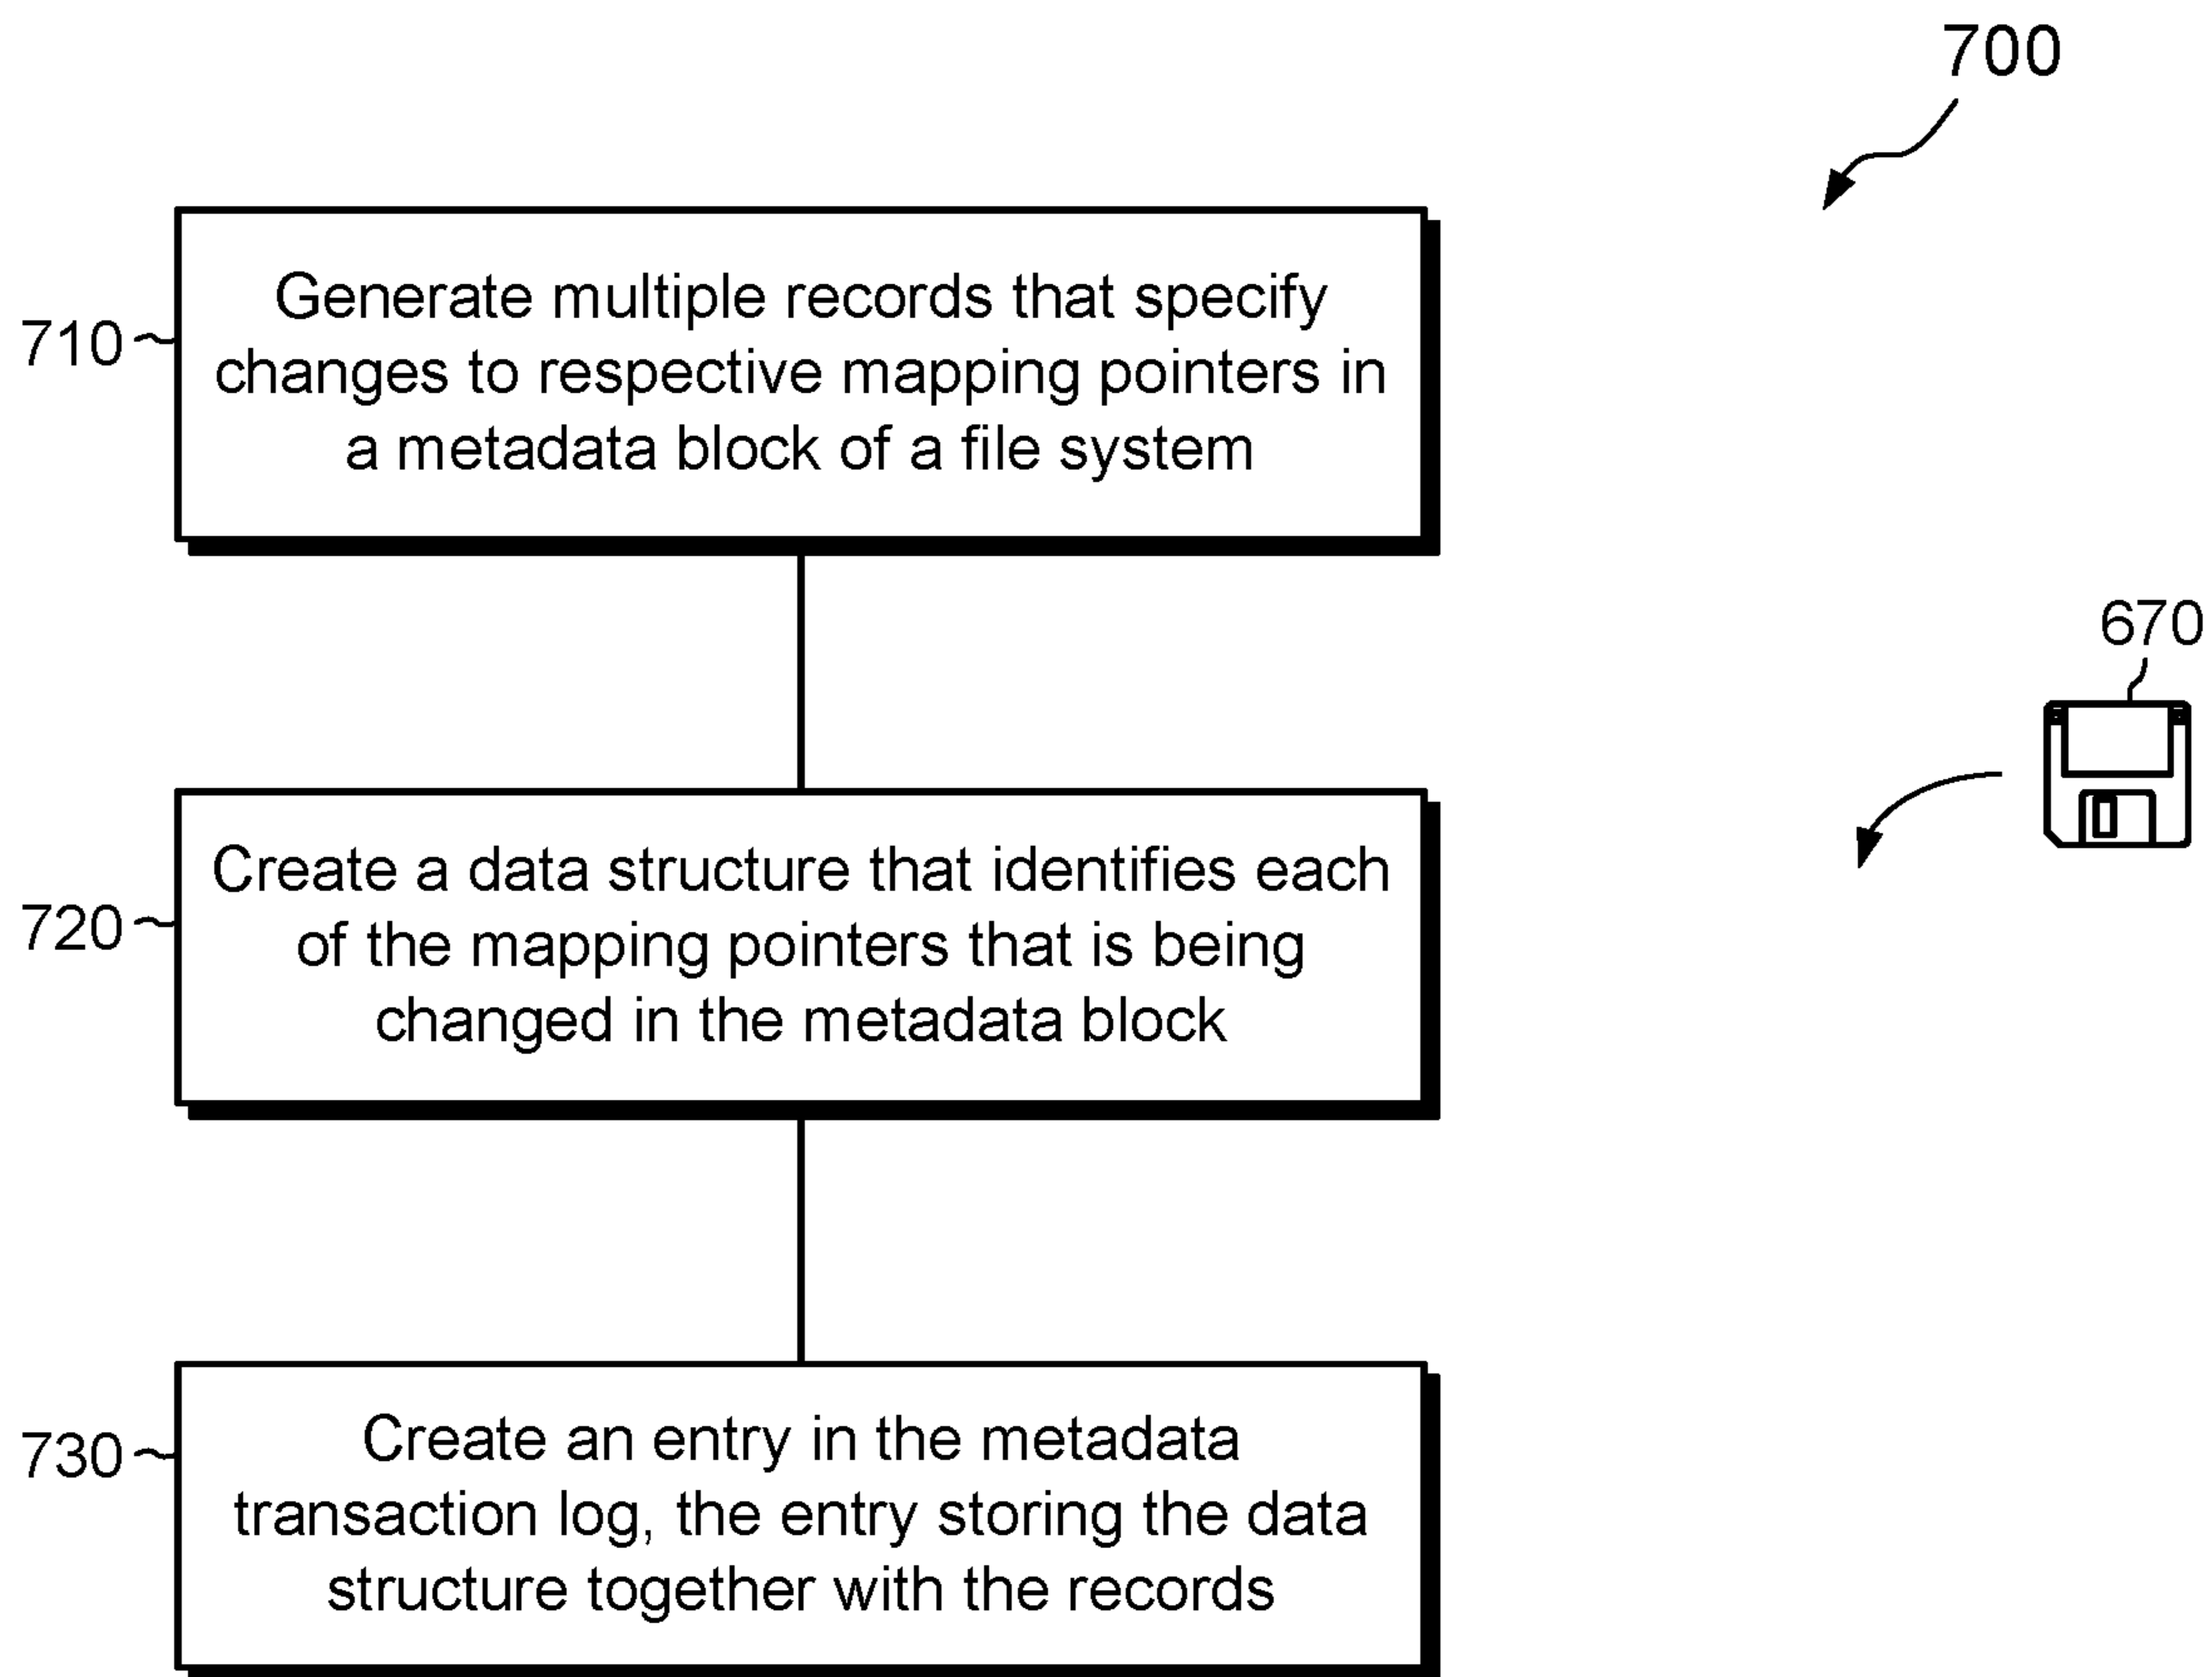 700
Generate multiple records that specify
changes to respective mapping pointers in
a metadata block of a file system
710
670
Create a data structure that identifies each
of the mapping pointers that is being
changed in the metadata block
720
Create an entry in the metadata
transaction log, the entry storing the data
structure together with the records
730